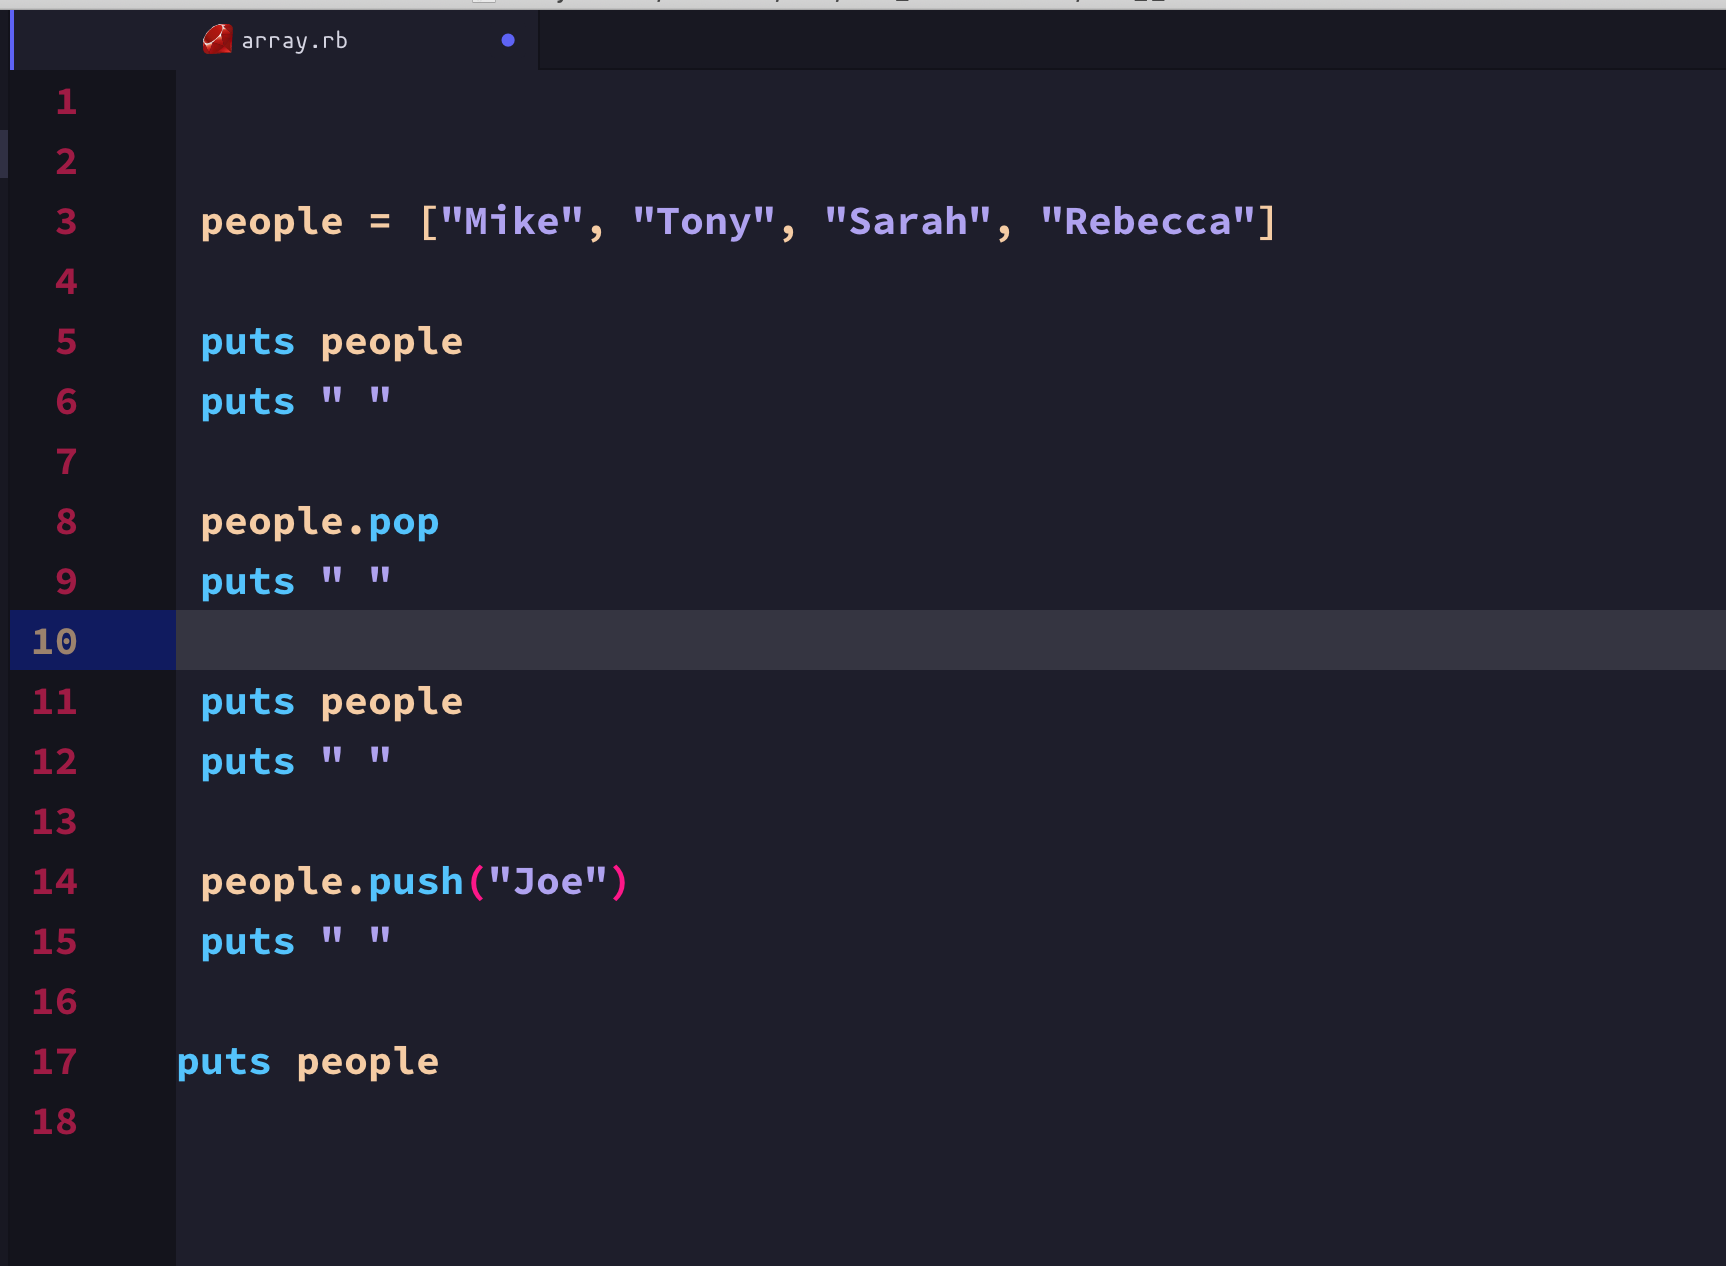 array.rb
1
2
3 people = ["Mike", "Tony", "Sarah", "Rebecca"]
4
5 puts people
6 puts " "
7
8 people.pop
9 puts " "
10
11 puts people
12 puts " "
13
14 people.push("Joe")
15 puts " "
16
17 puts people
18